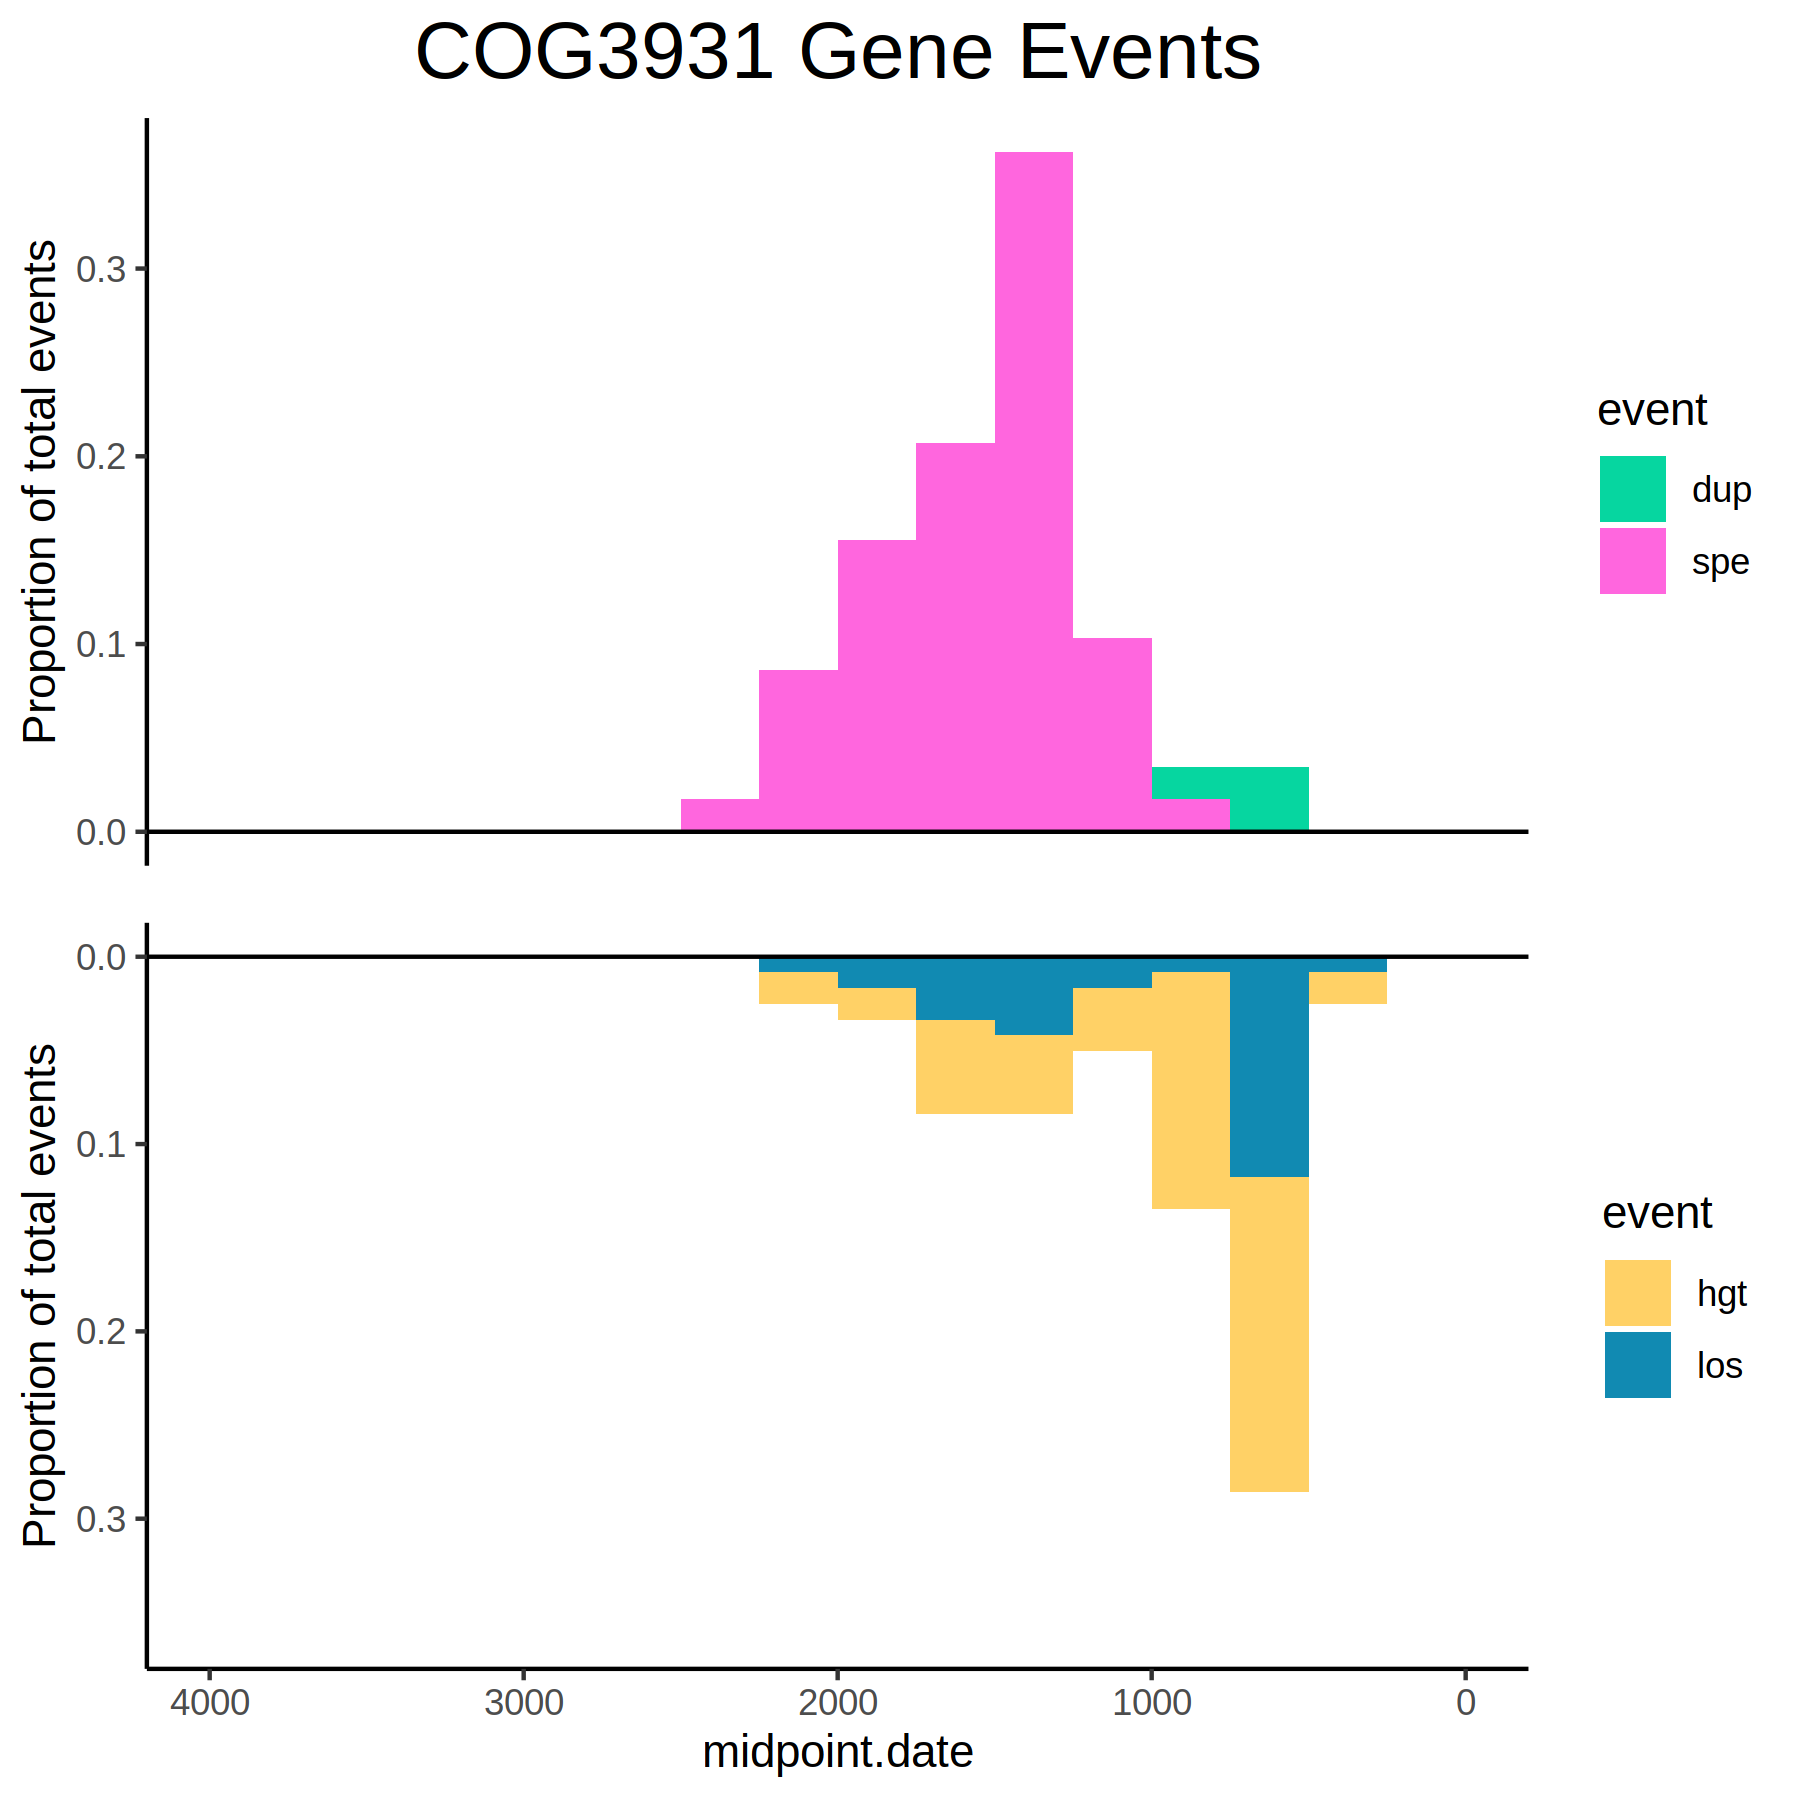 COG3931 Gene Events
Proportion of total events
0.3
0.2
0.1
0.0
event
dup
spe
Proportion of total events
0.0
0.1
0.2
0.3
event
hgt
los
4000 3000 2000 1000 0
midpoint.date